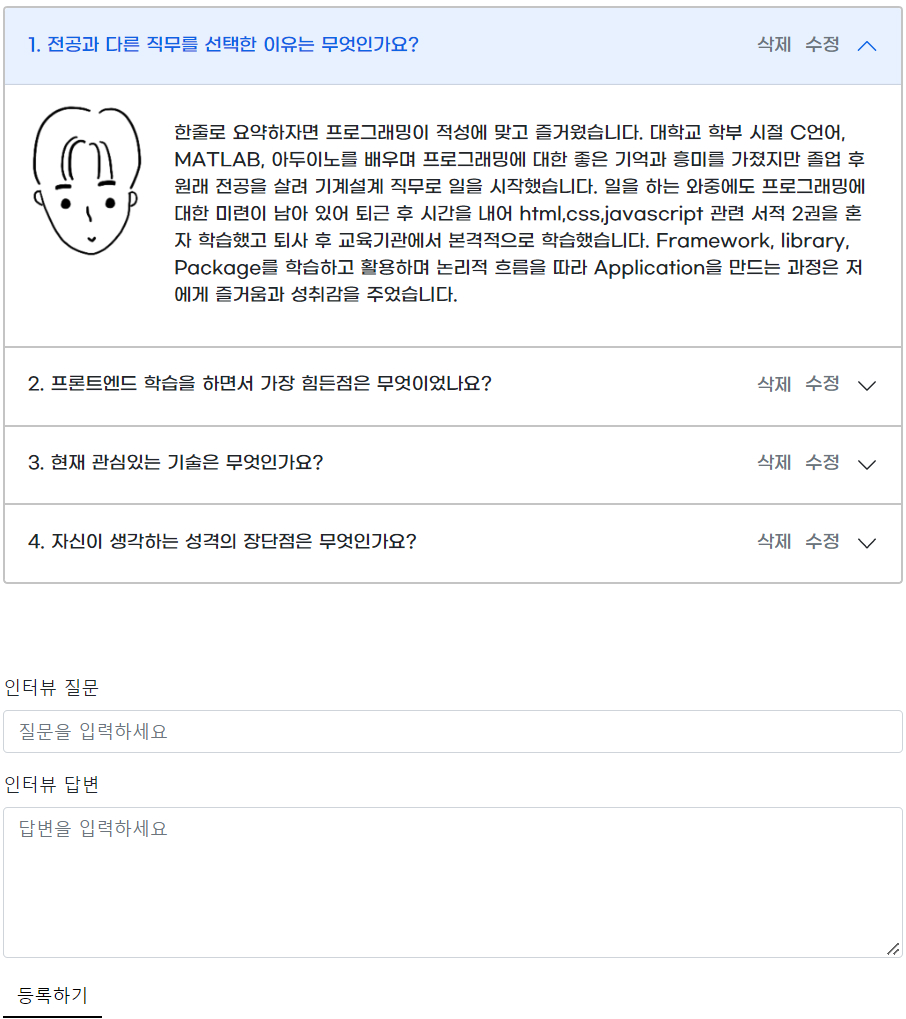 1. 전공과 다른 직무를 선택한 이유는 무엇인가요? 삭제 수정
한줄로 요약하자면 프로그래밍이 적성에 맞고 즐거웠습니다. 대학교 학부 시절 C언어,
MATLAB, 아두이노를 배우며 프로그래밍에 대한 좋은 기억과 흥미를 가졌지만 졸업 후
원래 전공을 살려 기계설계 직무로 일을 시작했습니다. 일을 하는 와중에도 프로그래밍에
대한 미련이 남아 있어 퇴근 후 시간을 내어 html,css,javascript 관련 서적 2권을 혼
자 학습했고 퇴사 후 교육기관에서 본격적으로 학습했습니다. Framework, library,
Package를 학습하고 활용하며 논리적 흐름을 따라 Application을 만드는 과정은 저
에게 즐거움과 성취감을 주었습니다.
2. 프론트엔드 학습을 하면서 가장 힘든점은 무엇이었나요? 삭제 수정
3. 현재 관심있는 기술은 무엇인가요? 삭제 수정
4. 자신이 생각하는 성격의 장단점은 무엇인가요? 삭제 수정
인터뷰 질문
질문을 입력하세요
인터뷰 답변
답변을 입력하세요
등록하기